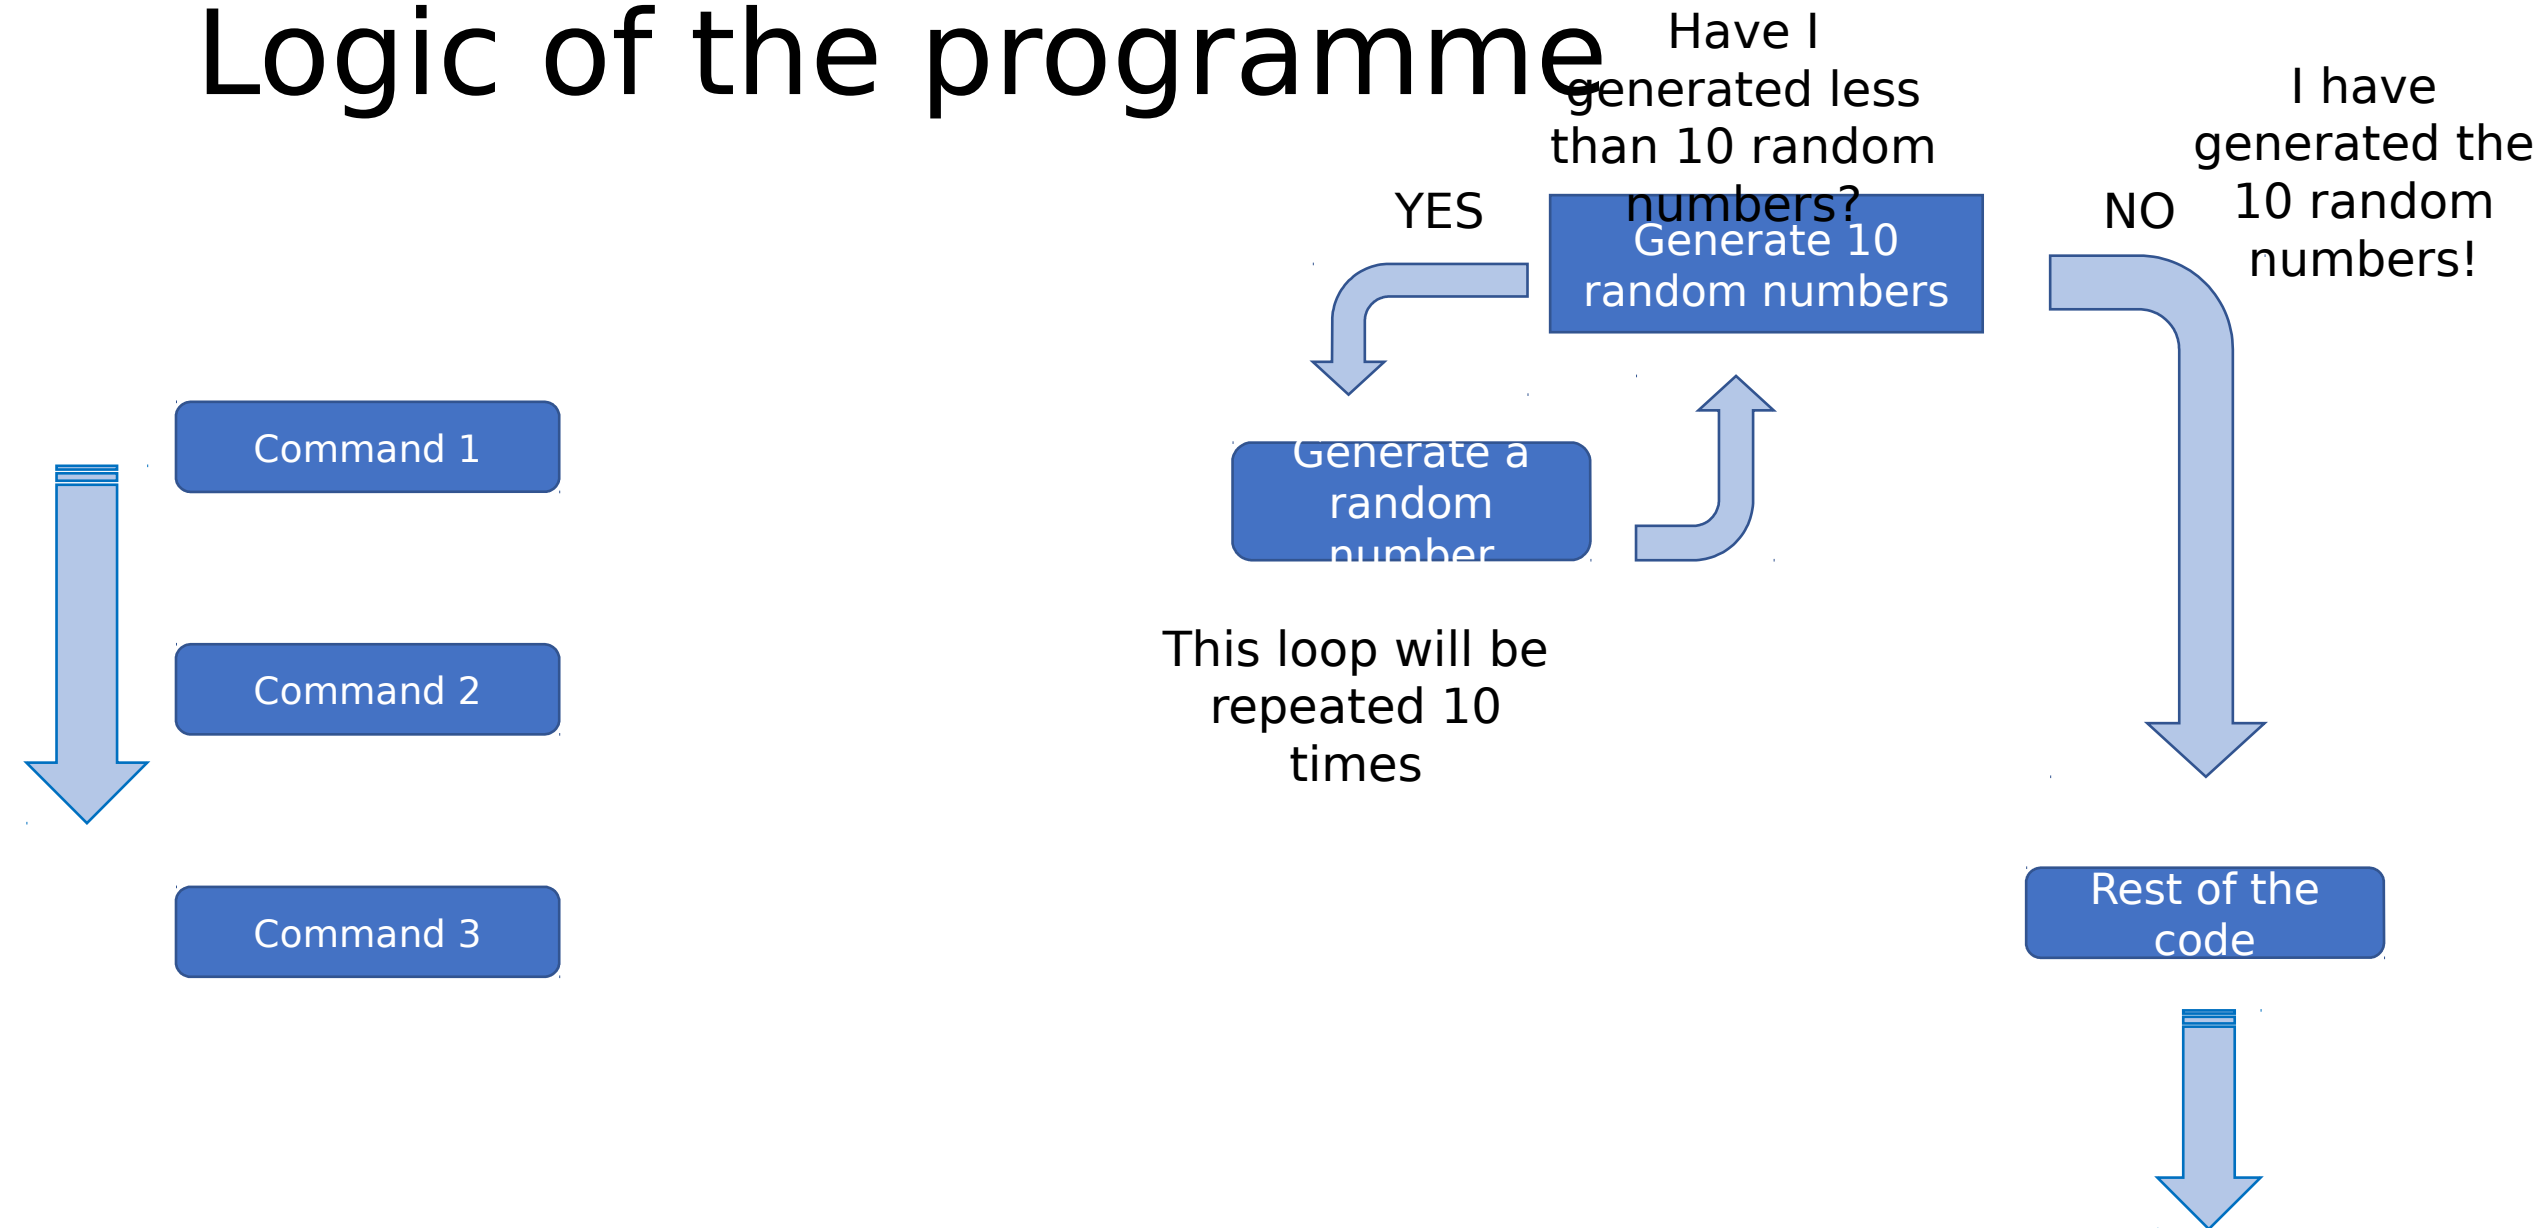 Logic of the programme
Have I
generated less
than 10 random
numbers?
I have
generated the
10 random
numbers!
YES
NO
Generate 10
random numbers
Command 1
Generate a
random
number
Command 2
This loop will be
repeated 10
times
Command 3
Rest of the
code